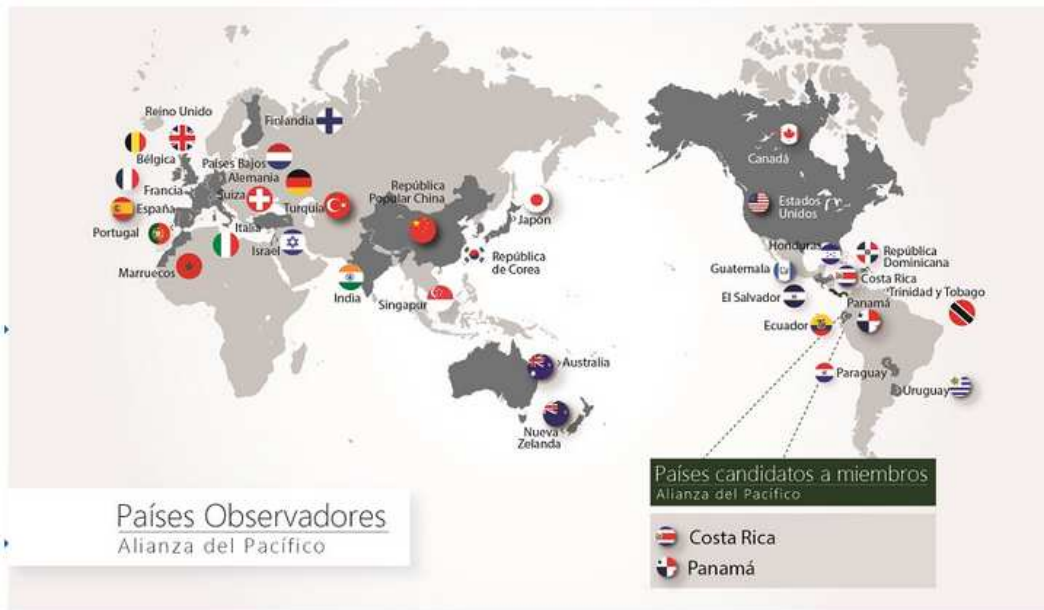 Reino Unido
Finlandia
Bélgica
Países Bajos
Alemania
Francia
Suiza
España
Turquía
Portugal
Italia
Israel
Marruecos
República
Popular China
Japón
República
de Corea
India
Singapur
Australia
Nueva
Zelanda
Canadá
Estados
Unidos
Honduras
República
Dominicana
Guatemala
Costa Rica
El Salvador
Trinidad y Tobago
Panamá
Ecuador
Paraguay
Uruguay
Países candidatos a miembros
Alianza del Pacífico
Costa Rica
Panamá
Países Observadores
Alianza del Pacífico